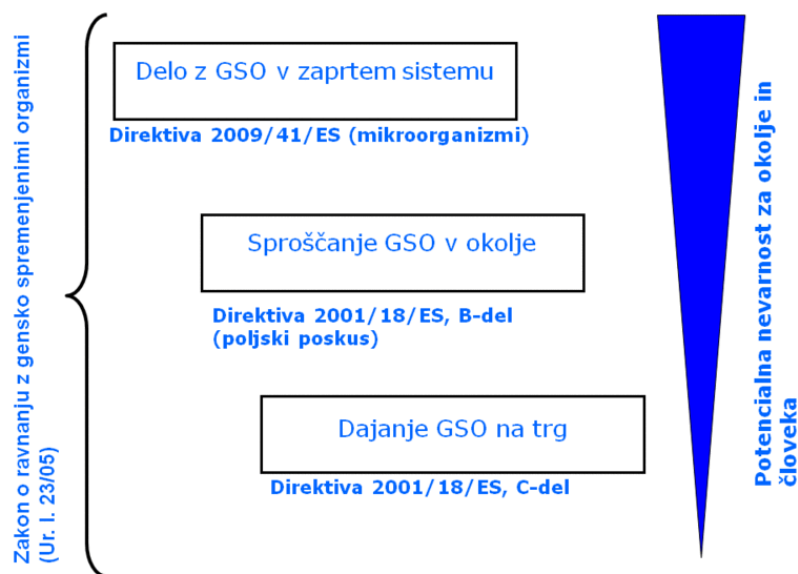 Zakon o ravnanju z gensko spremenjenimi organizmi
(Ur. l. 23/05)
Delo z GSO v zaprtem sistemu
Direktiva 2009/41/ES (mikroorganizmi)
Sproščanje GSO v okolje
Direktiva 2001/18/ES, B-del
(poljski poskus)
Dajanje GSO na trg
Direktiva 2001/18/ES, C-del
Potencialna nevarnost za okolje in
človeka